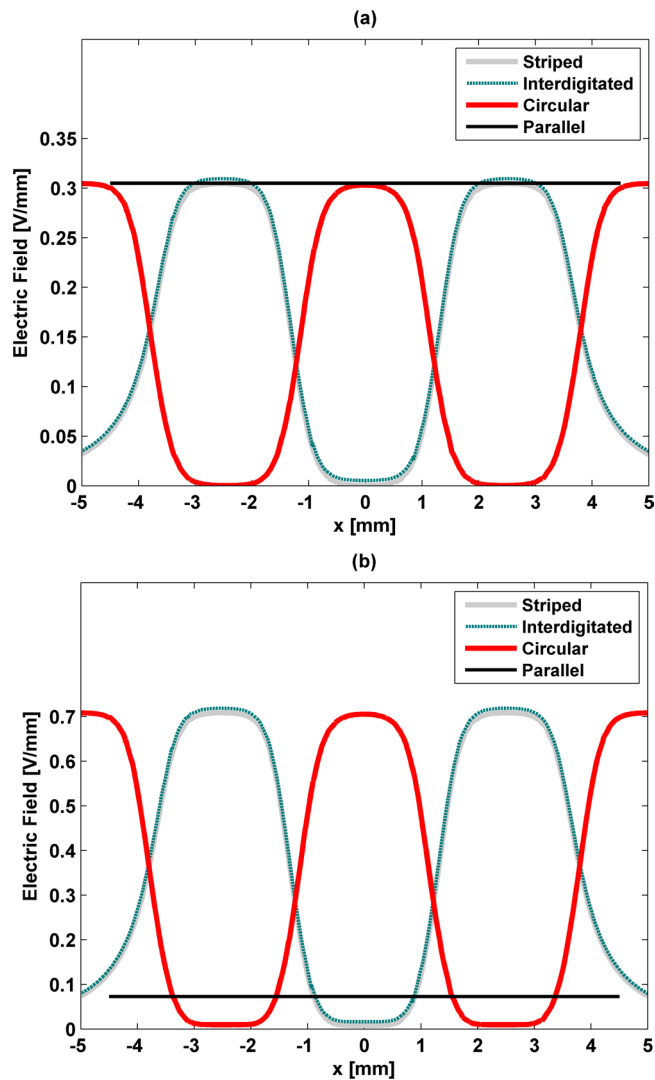 (a)
Striped
Interdigitated
Circular
Parallel
Electric Field [V/mm]
0.35
0.3
0.25
0.2
0.15
0.1
0.05
0
-5 -4 -3 -2 -1 0 1 2 3 4 5
x [mm]
(b)
Striped
Interdigitated
Circular
Parallel
Electric Field [V/mm]
0.7
0.6
0.5
0.4
0.3
0.2
0.1
0
-5 -4 -3 -2 -1 0 1 2 3 4 5
x [mm]